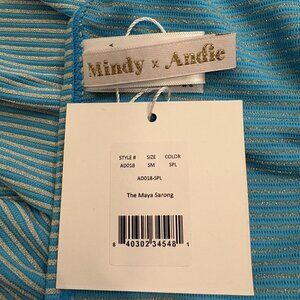 Mindy x Andie
STYLE # SIZE COLOR
AD018 SM SPL
AD018-SPL
The Maya Sarong
8 40302 34548 1